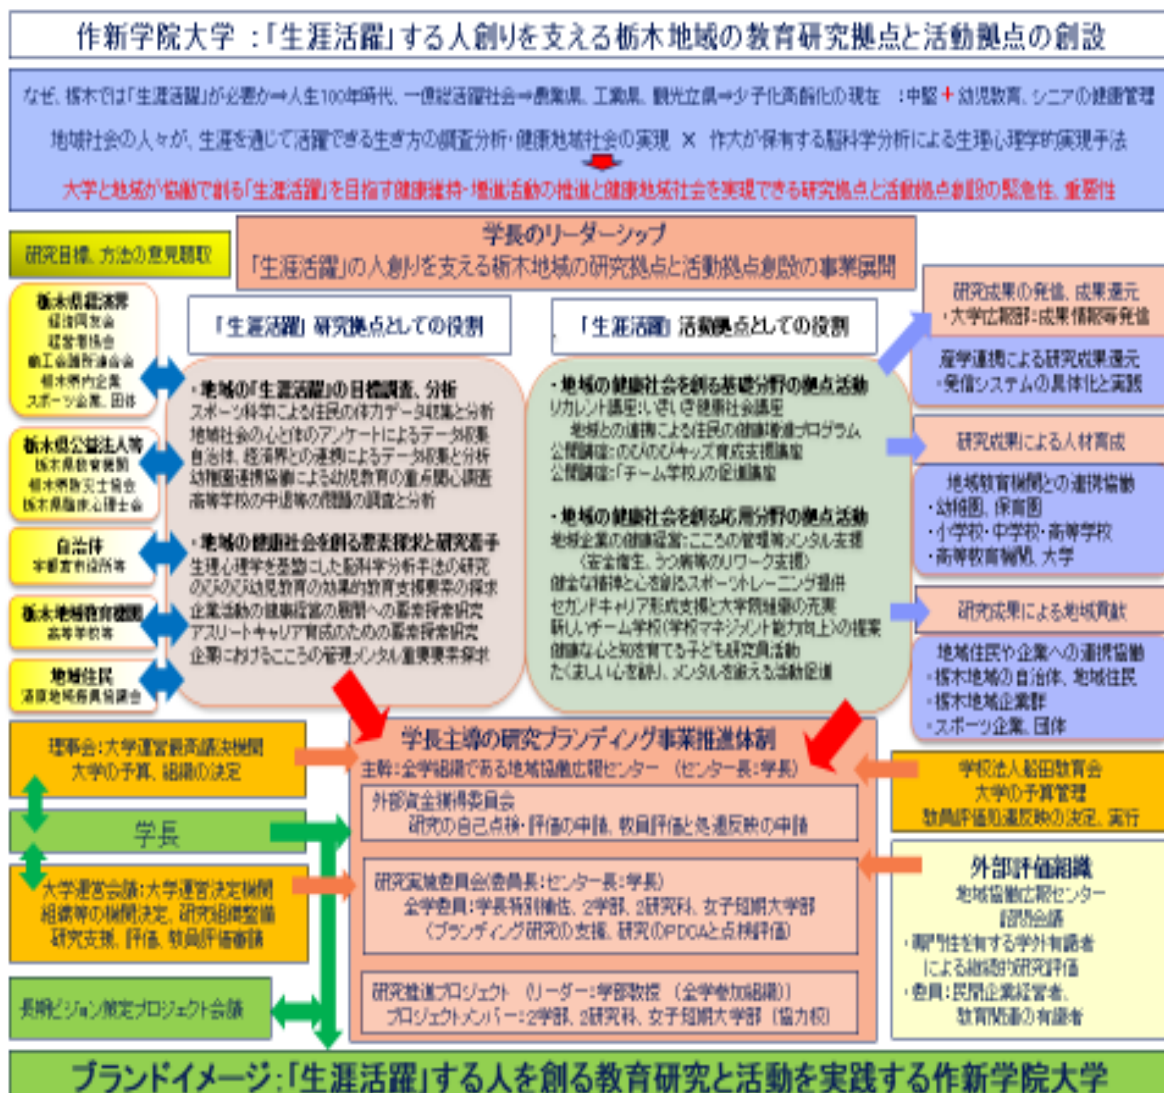 作新学院大学 :「生涯活躍」する人創りを支える栃木地域の教育研究拠点と活動拠点の創設
なぜ、栃木では「生涯活躍」が必要か⇒人生100年時代、一億総活躍社会⇒農業県、工業県、観光立県⇒少子化高齢化の現在 :中堅+幼児教育、シニアの健康管理
地域社会の人々が、生涯を通じて活躍できる生き方の調査分析・健康地域社会の実現 × 作大が保有する脳科学分析による生理心理学的実現手法
大学と地域が協働で創る「生涯活躍」を目指す健康維持・増進活動の推進と健康地域社会を実現できる研究拠点と活動拠点創設の緊急性、重要性
学長のリーダーシップ
「生涯活躍」の人創りを支える栃木地域の研究拠点と活動拠点創設の事業展開
研究目標、方法の意見聴取
栃木県経済界
経済同友会
経営者協会
商工会議所連合会
栃木県内企業
スポーツ企業、団体
栃木県公益法人等
栃木県教育機関
栃木県防災士協会
栃木県臨床心理士会
自治体
宇都宮市役所等
栃木地域教育機関
高等学校等
地域住民
清原地域振興協議会
「生涯活躍」研究拠点としての役割
・地域の「生涯活躍」の目標調査、分析
スポーツ科学による住民の体力データ収集と分析
地域社会の心と体のアンケートによるデータ収集
自治体、経済界との連携によるデータ収集と分析
幼稚園連携協働による幼児教育の重点関心調査
高等学校の中退等の問題の調査と分析
・地域の健康社会を創る要素探求と研究着手
生理心理学を基盤にした脳科学分析手法の研究
のびのび幼児教育の効果的教育支援要素の探求
企業活動の健康経営の展開への要素探索研究
アスリートキャリア育成のための要素探索研究
企業におけるこころの管理メンタル重要要素探求
「生涯活躍」活動拠点としての役割
・地域の健康社会を創る基礎分野の拠点活動
リカレント講座:いきいき健康社会講座
地域との連携による住民の健康増進プログラム
公開講座:のびのびキッズ育成支援講座
公開講座:「チーム学校」の促進講座
・地域の健康社会を創る応用分野の拠点活動
地域企業の健康経営:こころの管理等メンタル支援
(安全衛生、うつ病等のリワーク支援)
健全な精神と心を創るスポーツトレーニング提供
セカンドキャリア形成支援と大学院組織の充実
新しいチーム学校(学校マネジメント能力向上)の提案
健康な心と知を育てる子ども研究員活動
たくましい心を創り、メンタルを鍛える活動促進
研究成果の発信、成果還元
・大学広報部:成果情報等発信
産学連携による研究成果還元
・発信システムの具体化と実践
研究成果による人材育成
地域教育機関との連携協働
・幼稚園、保育園
・小学校・中学校・高等学校
・高等教育機関、大学
研究成果による地域貢献
地域住民や企業への連携協働
・栃木地域の自治体、地域住民
・栃木地域企業群
・スポーツ企業、団体
理事会:大学運営最高議決機関
大学の予算、組織の決定
学長
大学運営会議:大学運営決定機関
組織等の機関決定、研究組織整備
研究支援、評価、教員評価審議
長期ビジョン策定プロジェクト会議
学長主導の研究ブランディング事業推進体制
主幹:全学組織である地域協働広報センター (センター長:学長)
外部資金獲得委員会
研究の自己点検・評価の申請、教員評価と処遇反映の申請
研究実施委員会(委員長:センター長:学長)
全学委員:学長特別補佐、2学部、2研究科、女子短期大学部
(ブランディング研究の支援、研究のPDCAと点検評価)
研究推進プロジェクト (リーダー:学部教授 (全学参加組織))
プロジェクトメンバー:2学部、2研究科、女子短期大学部(協力校)
学校法人船田教育会
大学の予算管理
教員評価処遇反映の決定、実行
外部評価組織
地域協働広報センター
諮問会議
・専門性を有する学外有識者
による継続的研究評価
・委員:民間企業経営者、
教育関連の有識者
ブランドイメージ:「生涯活躍」する人を創る教育研究と活動を実践する作新学院大学